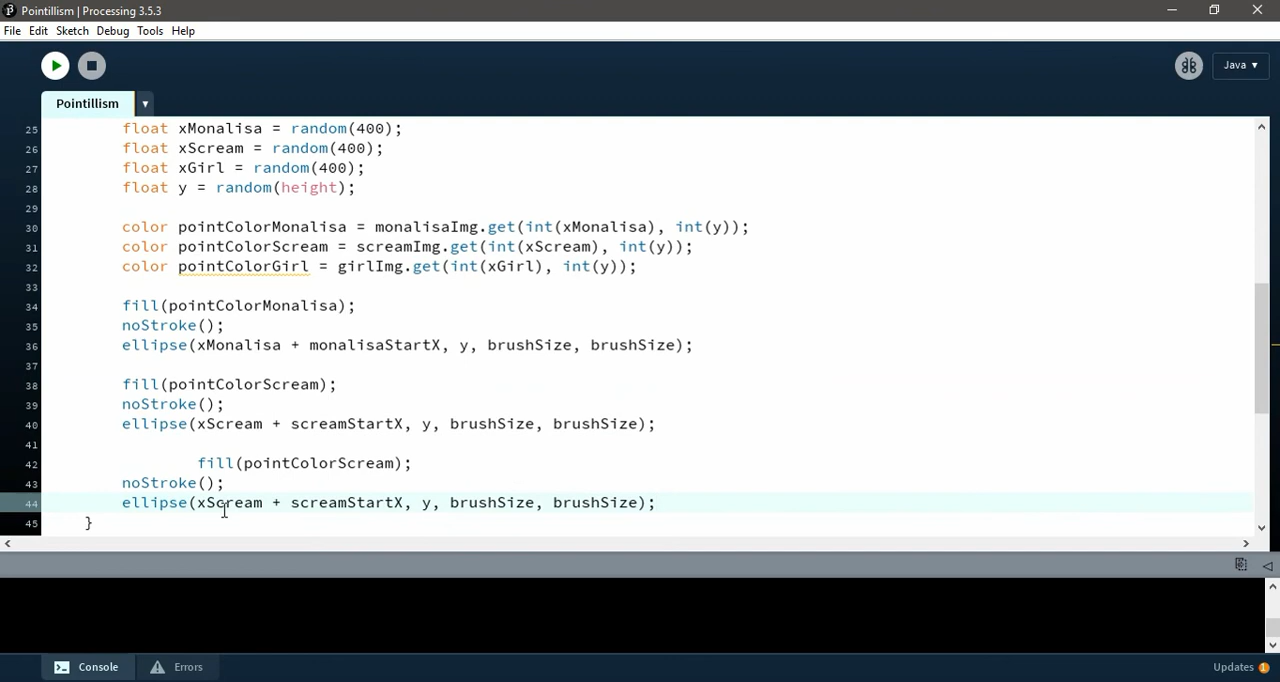 Pointillism | Processing 3.5.3
File Edit Sketch Debug Tools Help
Java ▾
Pointillism ▾
25 float xMonalisa = random(400);
26 float xScream = random(400);
27 float xGirl = random(400);
28 float y = random(height);
29
30 color pointColorMonalisa = monalisaImg.get(int(xMonalisa), int(y));
31 color pointColorScream = screamImg.get(int(xScream), int(y));
32 color pointColorGirl = girlImg.get(int(xGirl), int(y));
33
34 fill(pointColorMonalisa);
35 noStroke();
36 ellipse(xMonalisa + monalisaStartX, y, brushSize, brushSize);
37
38 fill(pointColorScream);
39 noStroke();
40 ellipse(xScream + screamStartX, y, brushSize, brushSize);
41
42 fill(pointColorScream);
43 noStroke();
44 ellipse(xScream + screamStartX, y, brushSize, brushSize);
45 }
Console Errors Updates 1